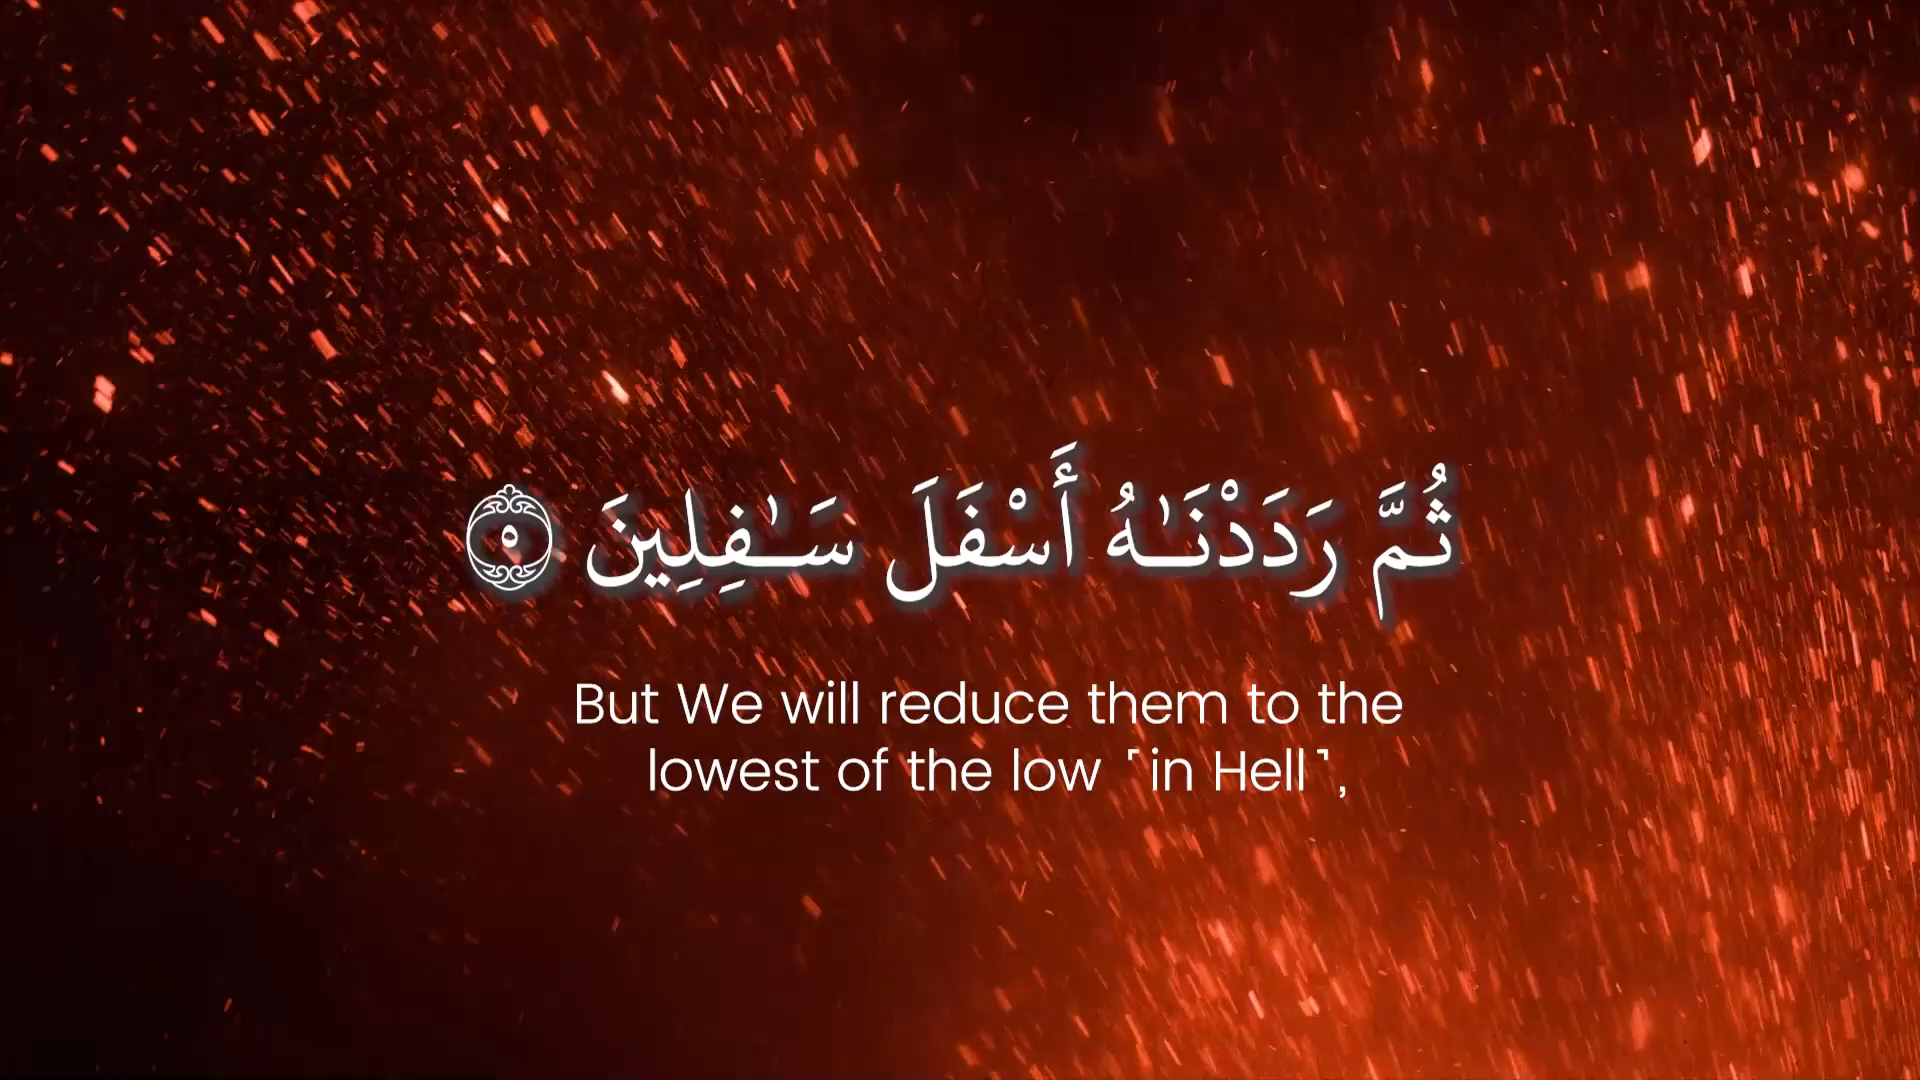 ثُمَّ رَدَدْنَـٰهُ أَسْفَلَ سَـٰفِلِينَ ٥
But We will reduce them to the
lowest of the low ˹in Hell˺,